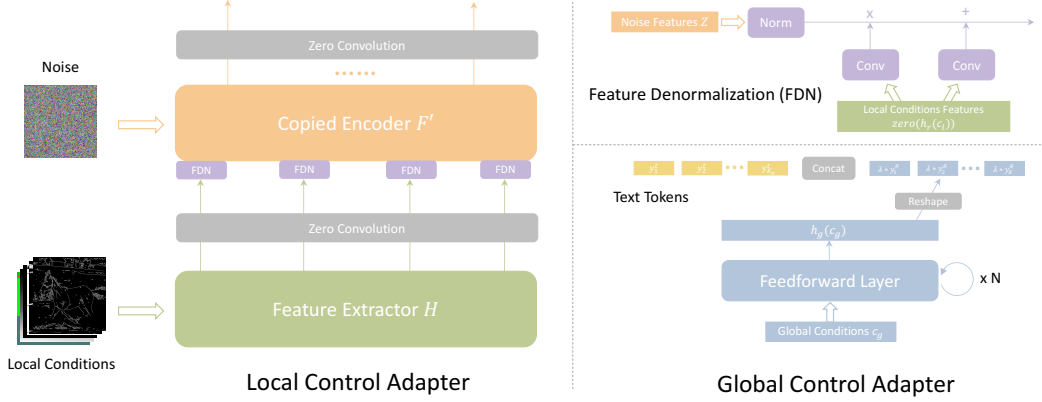 Zero Convolution
Noise
Copied Encoder F′
FDN FDN FDN FDN
Zero Convolution
Feature Extractor H
Local Conditions
Local Control Adapter
Noise Features Z
Norm
x
+
Conv
Conv
Feature Denormalization (FDN)
Local Conditions Features
zero(h_r(c_l))
Text Tokens
Concat
Reshape
h_g(c_g)
Feedforward Layer
x N
Global Conditions c_g
Global Control Adapter